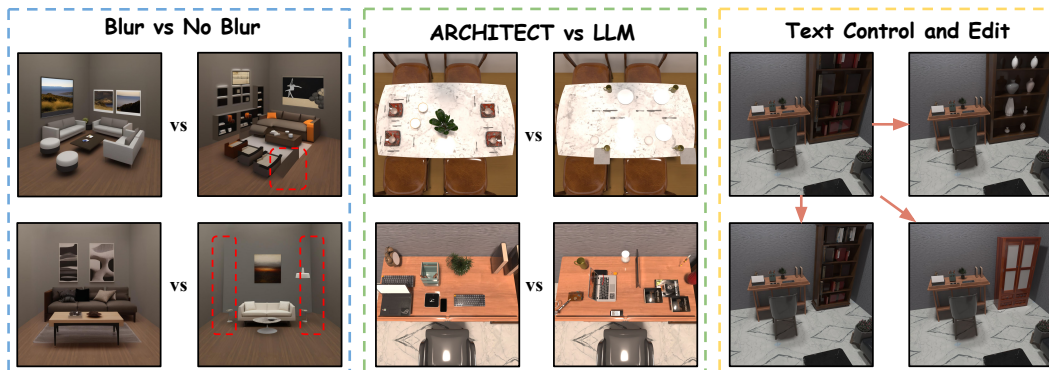 Blur vs No Blur
vs
vs
ARCHITECT vs LLM
vs
vs
Text Control and Edit